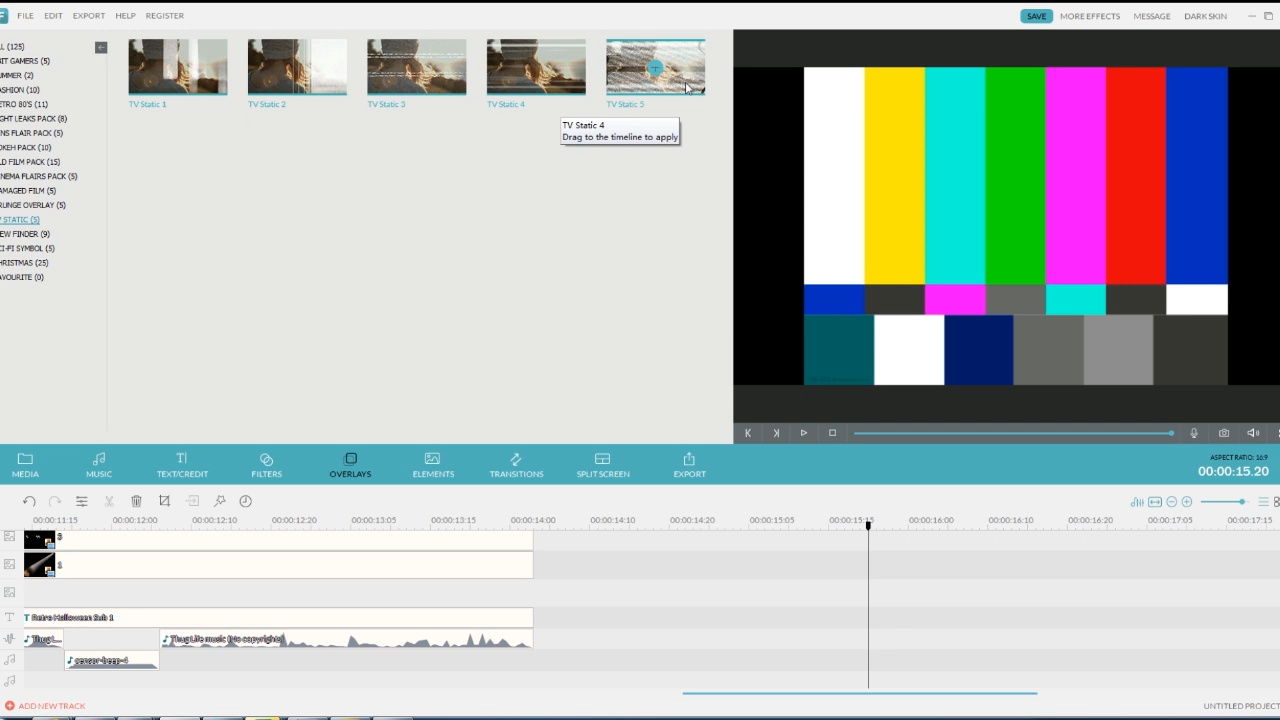 FILE EDIT EXPORT HELP REGISTER
SAVE MORE EFFECTS MESSAGE DARK SKIN
L (125)
IT GAMERS (5)
UMMER (2)
ASHION (10)
ETRO 80'S (11)
GHT LEAKS PACK (8)
NS FLAIR PACK (5)
OKEH PACK (10)
LD FILM PACK (15)
NEMA FLAIRS PACK (5)
AMAGED FILM (5)
RUNGE OVERLAY (5)
STATIC (5)
EW FINDER (9)
CI-FI SYMBOL (5)
HRISTMAS (25)
AVOURITE (0)
TV Static 1
TV Static 2
TV Static 3
TV Static 4
TV Static 5
TV Static 4
Drag to the timeline to apply
MEDIA
MUSIC
TEXT/CREDIT
FILTERS
OVERLAYS
ELEMENTS
TRANSITIONS
SPLIT SCREEN
EXPORT
ASPECT RATIO: 16:9
00:00:15.20
00:00:11:15 00:00:12:00 00:00:12:10 00:00:12:20 00:00:13:05 00:00:13:15 00:00:14:00 00:00:14:10 00:00:14:20 00:00:15:05 00:00:15:15 00:00:16:00 00:00:16:10 00:00:16:20 00:00:17:05 00:00:17:15
3
1
T Retro Halloween Sub 1
Thug L...
Thug Life music (No copyrights)
censor-beep-4
ADD NEW TRACK
UNTITLED PROJECT